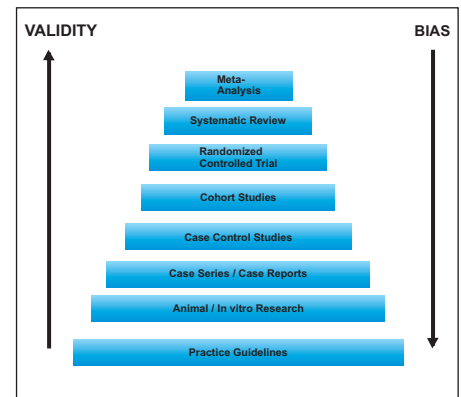 VALIDITY
BIAS
Meta-
Analysis
Systematic Review
Randomized
Controlled Trial
Cohort Studies
Case Control Studies
Case Series / Case Reports
Animal / In vitro Research
Practice Guidelines